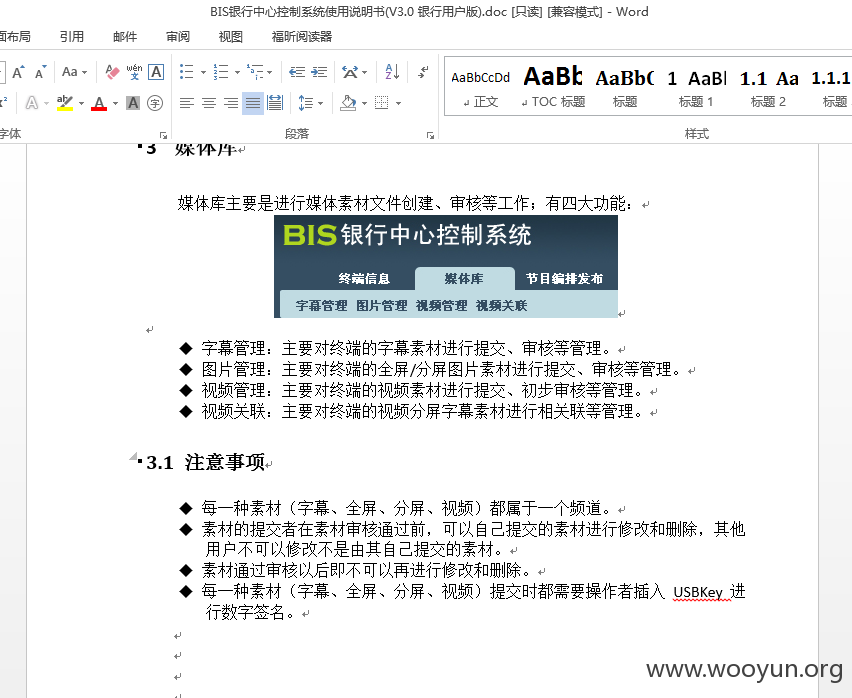 BIS银行中心控制系统使用说明书(V3.0 银行用户版).doc [只读] [兼容模式] - Word
面布局 引用 邮件 审阅 视图 福昕阅读器
Aa wén 文 A
A A 字
AaBbCcDd AaBb AaBb( 1 AaBl 1.1 Aa 1.1.1
正文 TOC 标题 标题 标题 1 标题 2 标题
字体 段落 样式
3 媒体库
媒体库主要是进行媒体素材文件创建、审核等工作；有四大功能：
BIS银行中心控制系统
终端信息 媒体库 节目编排发布
字幕管理 图片管理 视频管理 视频关联
◆ 字幕管理：主要对终端的字幕素材进行提交、审核等管理。
◆ 图片管理：主要对终端的全屏/分屏图片素材进行提交、审核等管理。
◆ 视频管理：主要对终端的视频素材进行提交、初步审核等管理。
◆ 视频关联：主要对终端的视频分屏字幕素材进行相关联等管理。
3.1 注意事项
◆ 每一种素材（字幕、全屏、分屏、视频）都属于一个频道。
◆ 素材的提交者在素材审核通过前，可以自己提交的素材进行修改和删除，其他
用户不可以修改不是由其自己提交的素材。
◆ 素材通过审核以后即不可以再进行修改和删除。
◆ 每一种素材（字幕、全屏、分屏、视频）提交时都需要操作者插入 USBKey 进
行数字签名。
www.wooyun.org